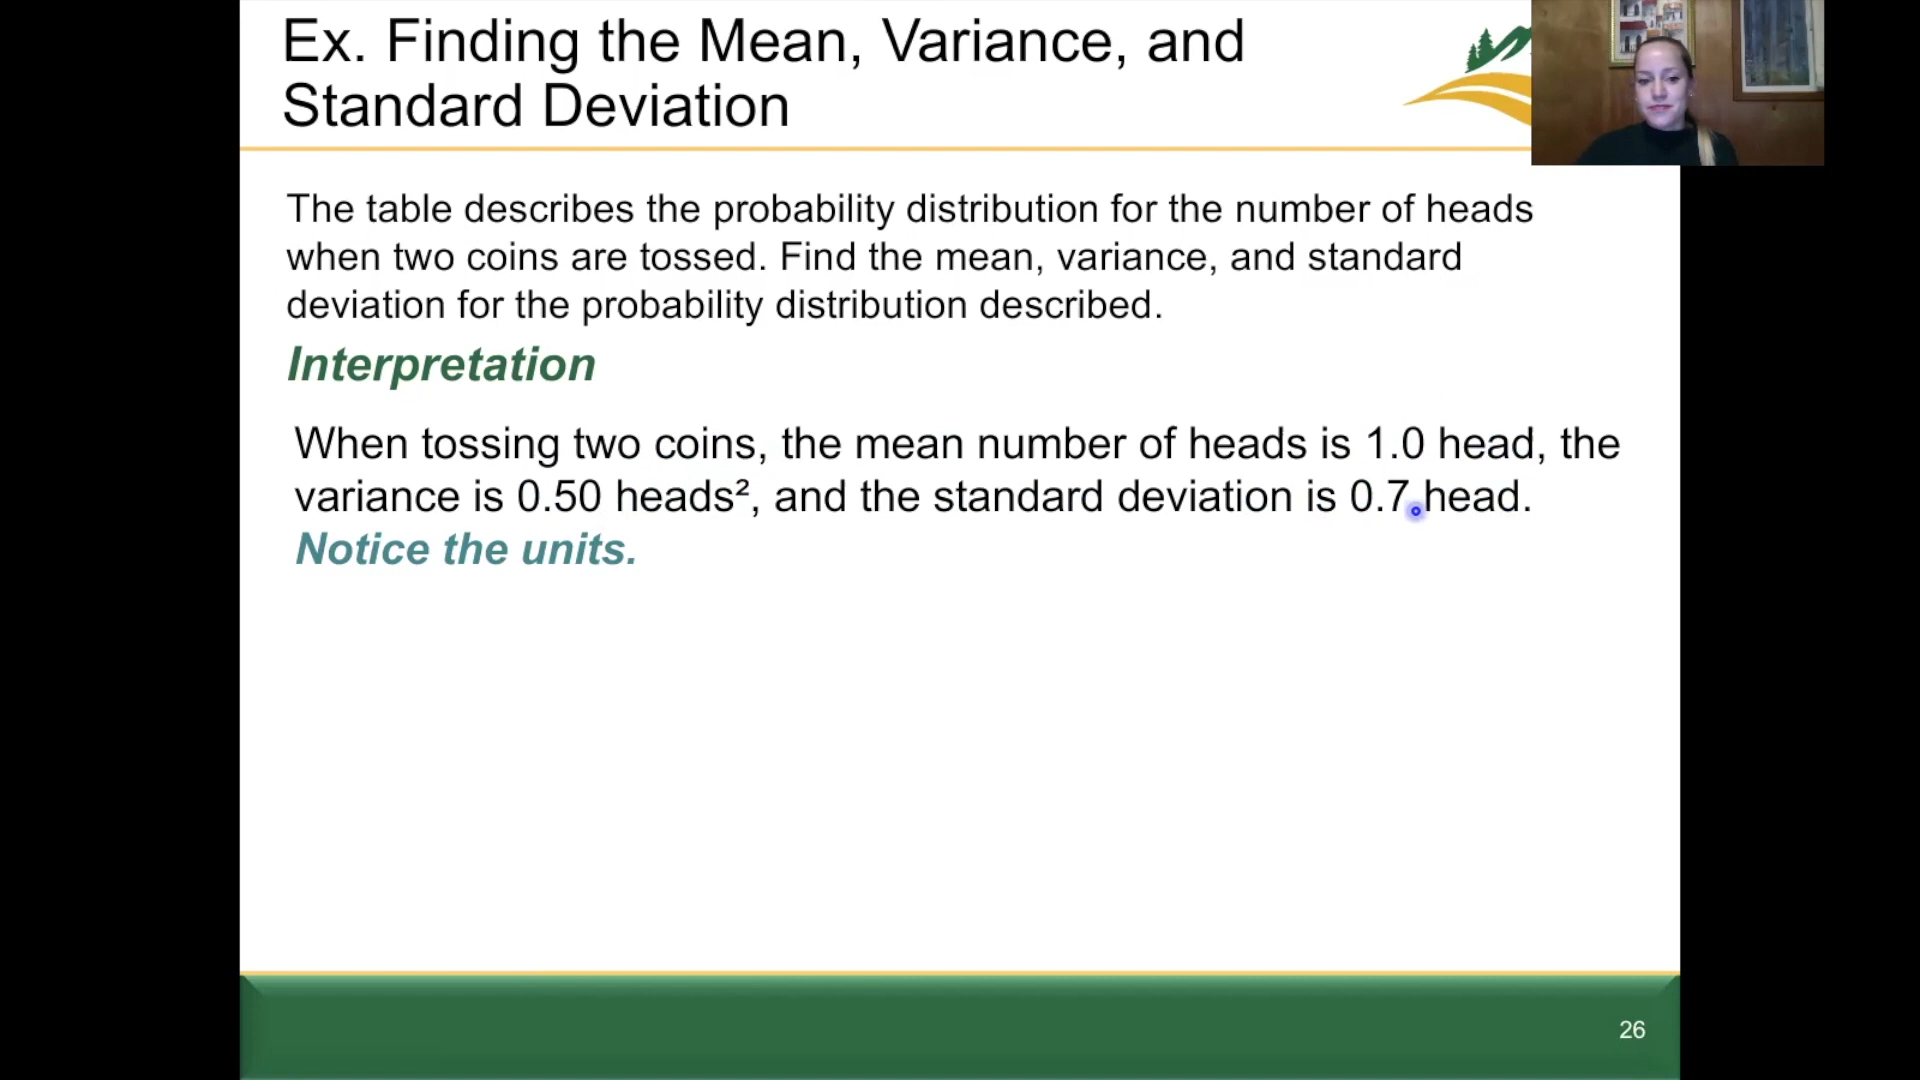 Ex. Finding the Mean, Variance, and
Standard Deviation
The table describes the probability distribution for the number of heads
when two coins are tossed. Find the mean, variance, and standard
deviation for the probability distribution described.
Interpretation
When tossing two coins, the mean number of heads is 1.0 head, the
variance is 0.50 heads², and the standard deviation is 0.7 head.
Notice the units.
26